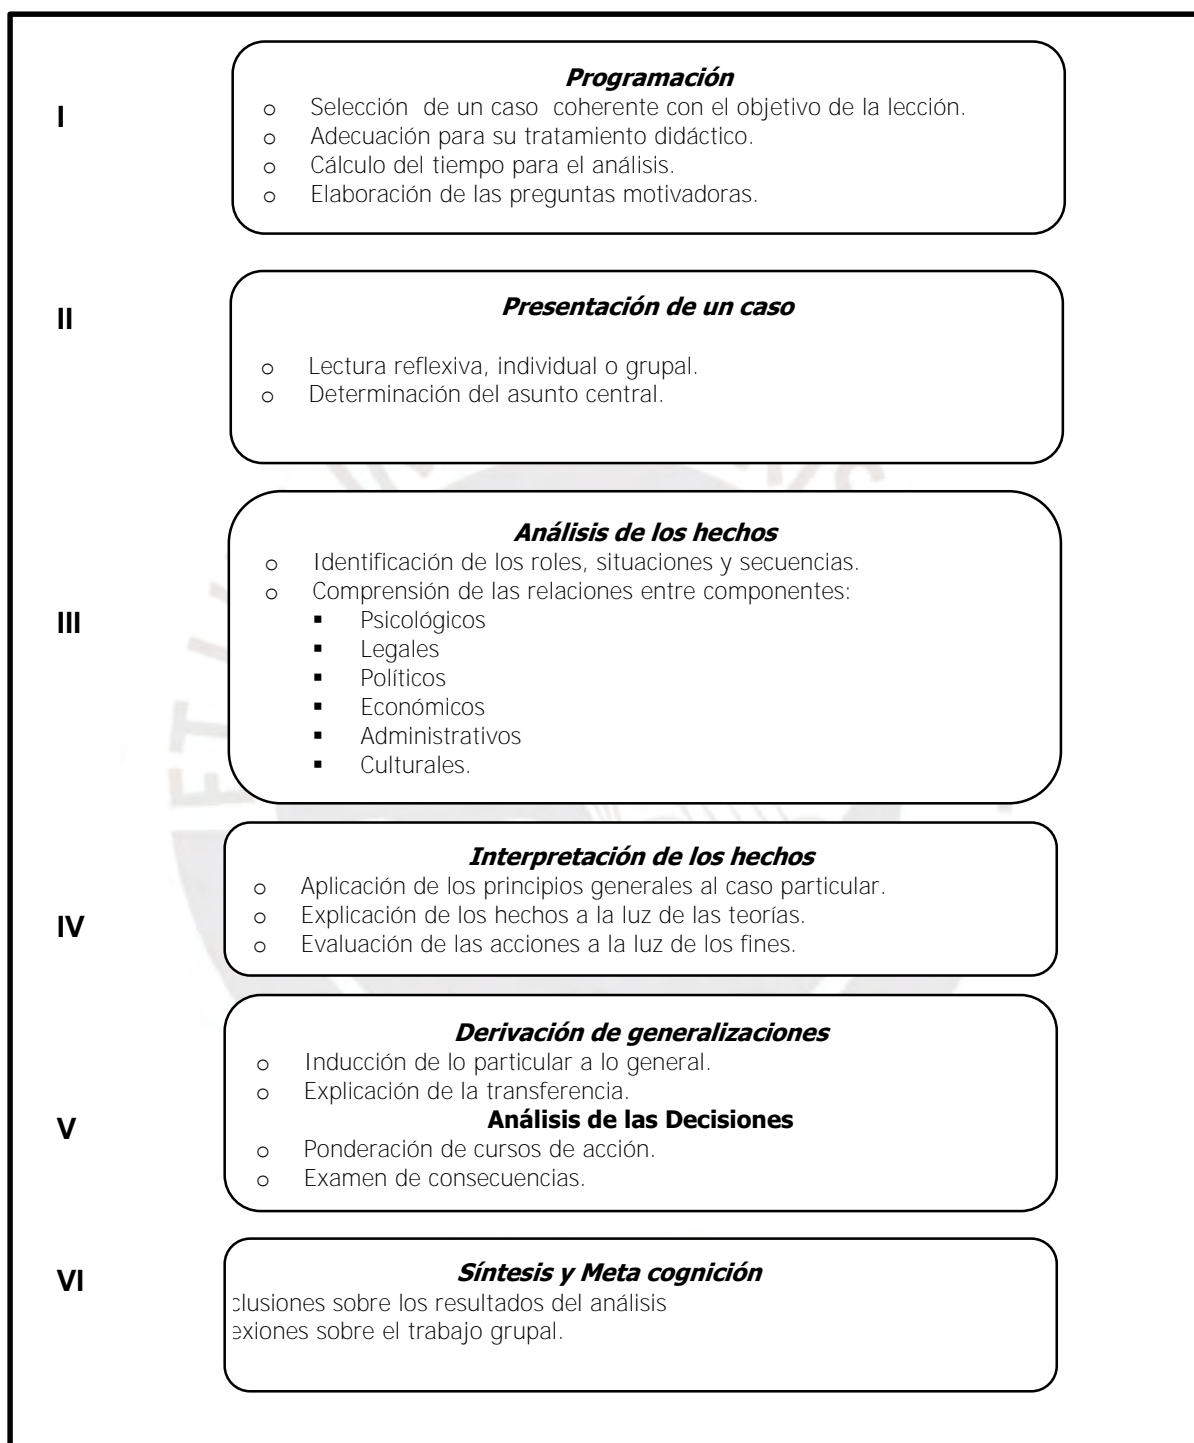 Programación
I
o Selección de un caso coherente con el objetivo de la lección.
o Adecuación para su tratamiento didáctico.
o Cálculo del tiempo para el análisis.
o Elaboración de las preguntas motivadoras.
II
Presentación de un caso
o Lectura reflexiva, individual o grupal.
o Determinación del asunto central.
Análisis de los hechos
o Identificación de los roles, situaciones y secuencias.
o Comprensión de las relaciones entre componentes:
III
▪ Psicológicos
▪ Legales
▪ Políticos
▪ Económicos
▪ Administrativos
▪ Culturales.
Interpretación de los hechos
o Aplicación de los principios generales al caso particular.
IV
o Explicación de los hechos a la luz de las teorías.
o Evaluación de las acciones a la luz de los fines.
Derivación de generalizaciones
o Inducción de lo particular a lo general.
o Explicación de la transferencia.
V
Análisis de las Decisiones
o Ponderación de cursos de acción.
o Examen de consecuencias.
VI
Síntesis y Meta cognición
clusiones sobre los resultados del análisis
exiones sobre el trabajo grupal.